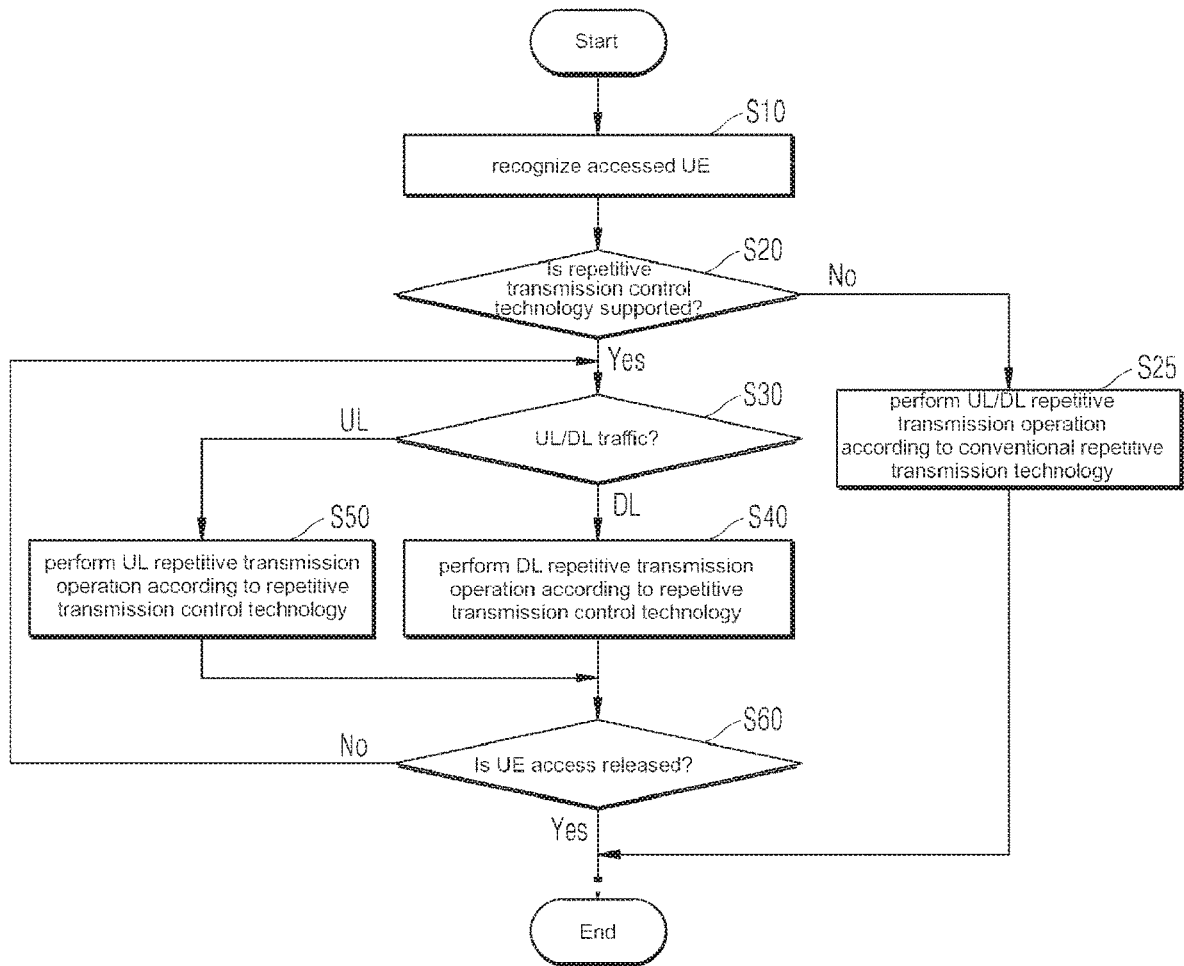 Start
S10
recognize accessed UE
S20
Is repetitive
transmission control
technology supported?
No
Yes
S25
perform UL/DL repetitive
transmission operation
according to conventional repetitive
transmission technology
S30
UL/DL traffic?
UL
DL
S50
perform UL repetitive transmission
operation according to repetitive
transmission control technology
S40
perform DL repetitive transmission
operation according to repetitive
transmission control technology
S60
Is UE access released?
No
Yes
End